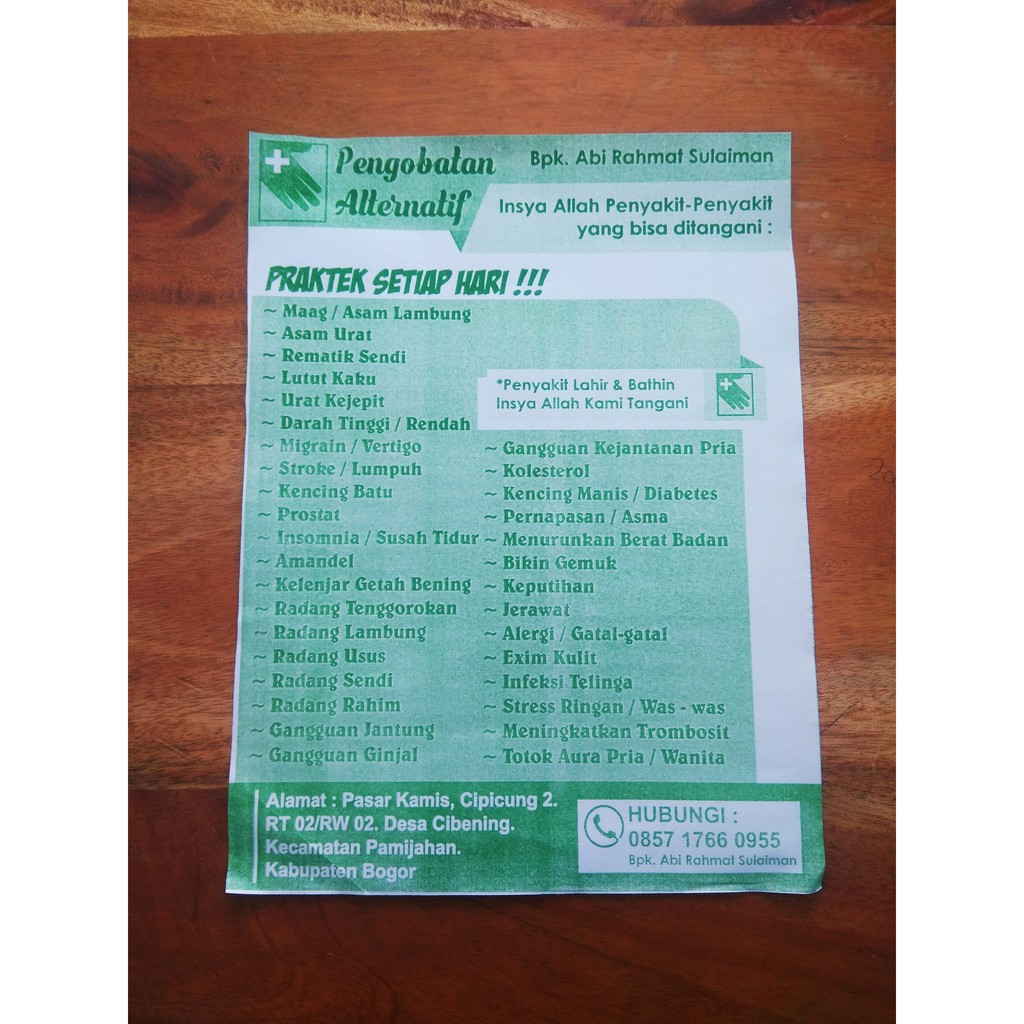 Pengobatan
Alternatif
Bpk. Abi Rahmat Sulaiman
Insya Allah Penyakit-Penyakit
yang bisa ditangani :
PRAKTEK SETIAP HARI !!!
~ Maag / Asam Lambung
~ Asam Urat
~ Rematik Sendi
~ Lutut Kaku
~ Urat Kejepit
~ Darah Tinggi / Rendah
~ Migrain / Vertigo
~ Stroke / Lumpuh
~ Kencing Batu
~ Prostat
~ Insomnia / Susah Tidur
~ Amandel
~ Kelenjar Getah Bening
~ Radang Tenggorokan
~ Radang Lambung
~ Radang Usus
~ Radang Sendi
~ Radang Rahim
~ Gangguan Jantung
~ Gangguan Ginjal
*Penyakit Lahir & Bathin
Insya Allah Kami Tangani
~ Gangguan Kejantanan Pria
~ Kolesterol
~ Kencing Manis / Diabetes
~ Pernapasan / Asma
~ Menurunkan Berat Badan
~ Bikin Gemuk
~ Keputihan
~ Jerawat
~ Alergi / Gatal-gatal
~ Exim Kulit
~ Infeksi Telinga
~ Stress Ringan / Was - was
~ Meningkatkan Trombosit
~ Totok Aura Pria / Wanita
Alamat : Pasar Kamis, Cipicung 2.
RT 02/RW 02. Desa Cibening.
Kecamatan Pamijahan.
Kabupaten Bogor
HUBUNGI :
0857 1766 0955
Bpk. Abi Rahmat Sulaiman